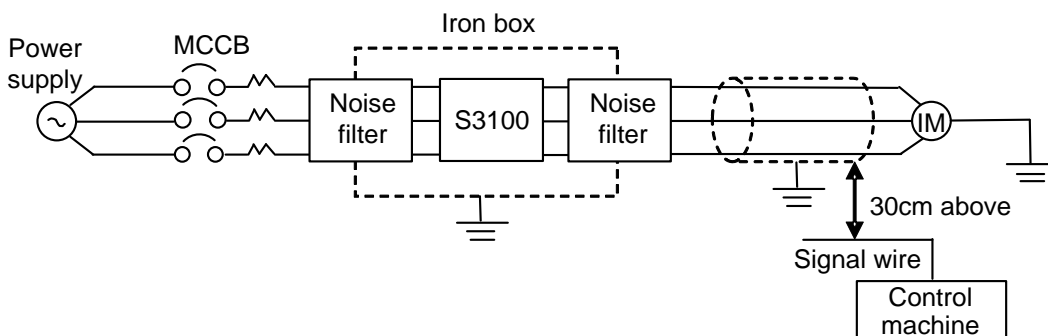 Iron box
Power
supply
MCCB
Noise
filter
S3100
Noise
filter
IM
30cm above
Signal wire
Control
machine